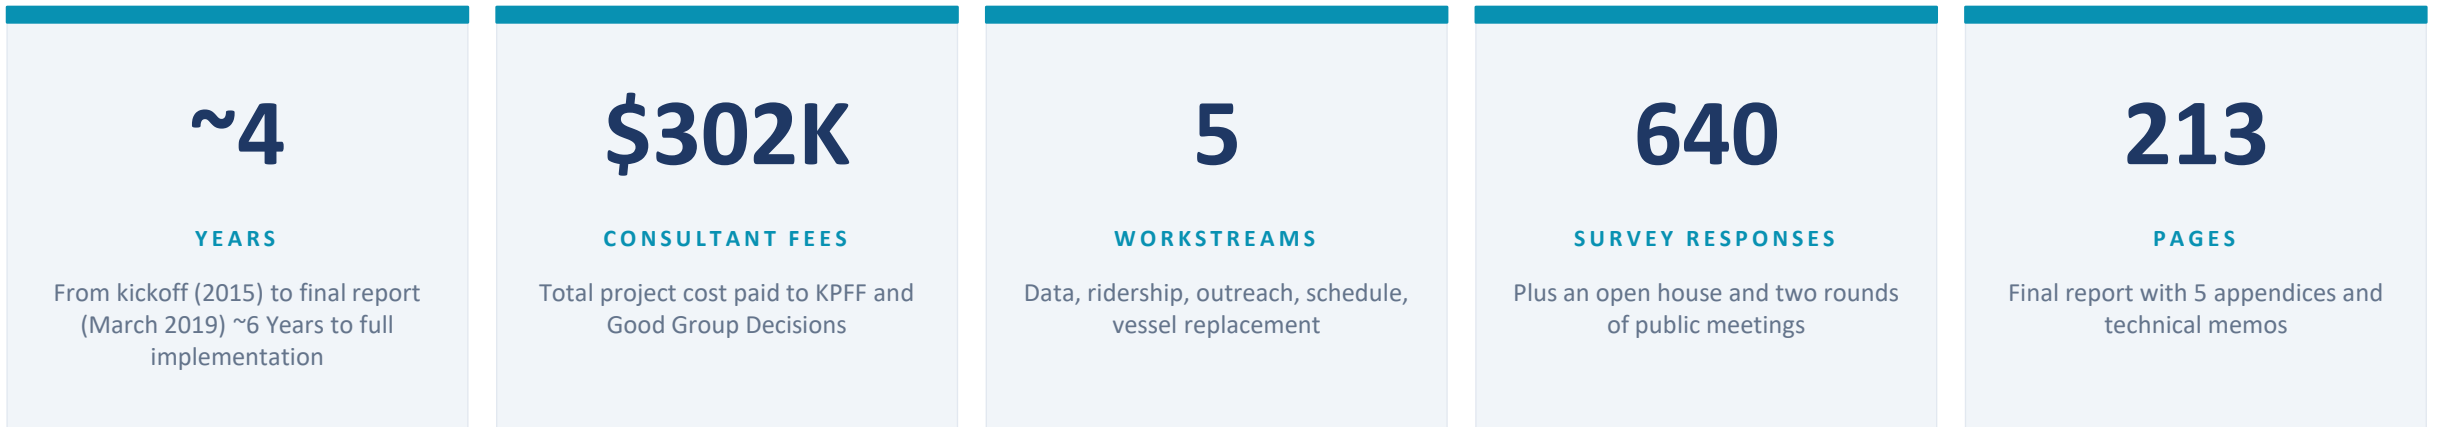 ~4
YEARS
From kickoff (2015) to final report
(March 2019) ~6 Years to full
implementation
$302K
CONSULTANT FEES
Total project cost paid to KPFF and
Good Group Decisions
5
WORKSTREAMS
Data, ridership, outreach, schedule,
vessel replacement
640
SURVEY RESPONSES
Plus an open house and two rounds
of public meetings
213
PAGES
Final report with 5 appendices and
technical memos